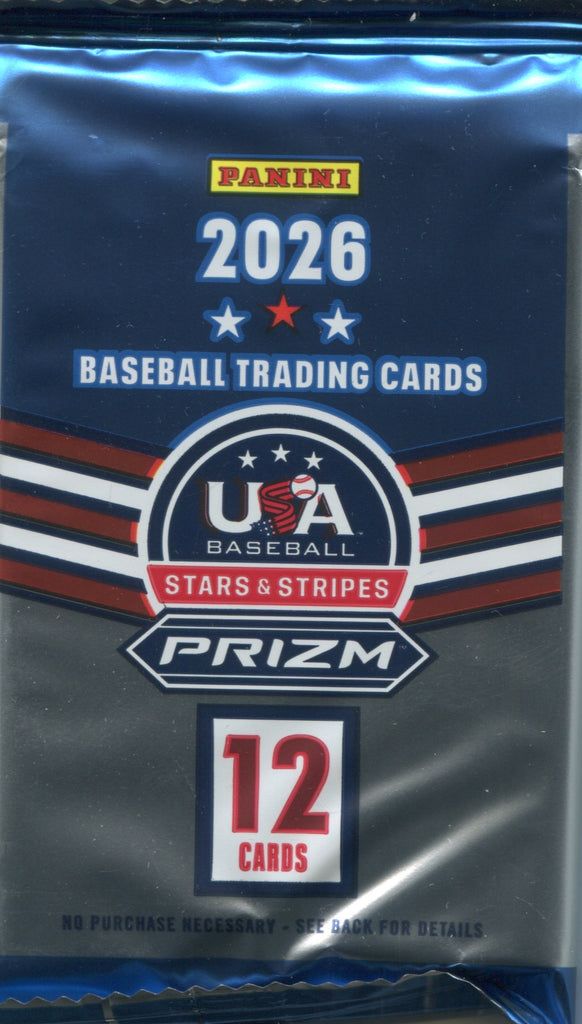 PANINI
2026
BASEBALL TRADING CARDS
USA
BASEBALL
STARS & STRIPES
PRIZM
12
CARDS
NO PURCHASE NECESSARY - SEE BACK FOR DETAILS